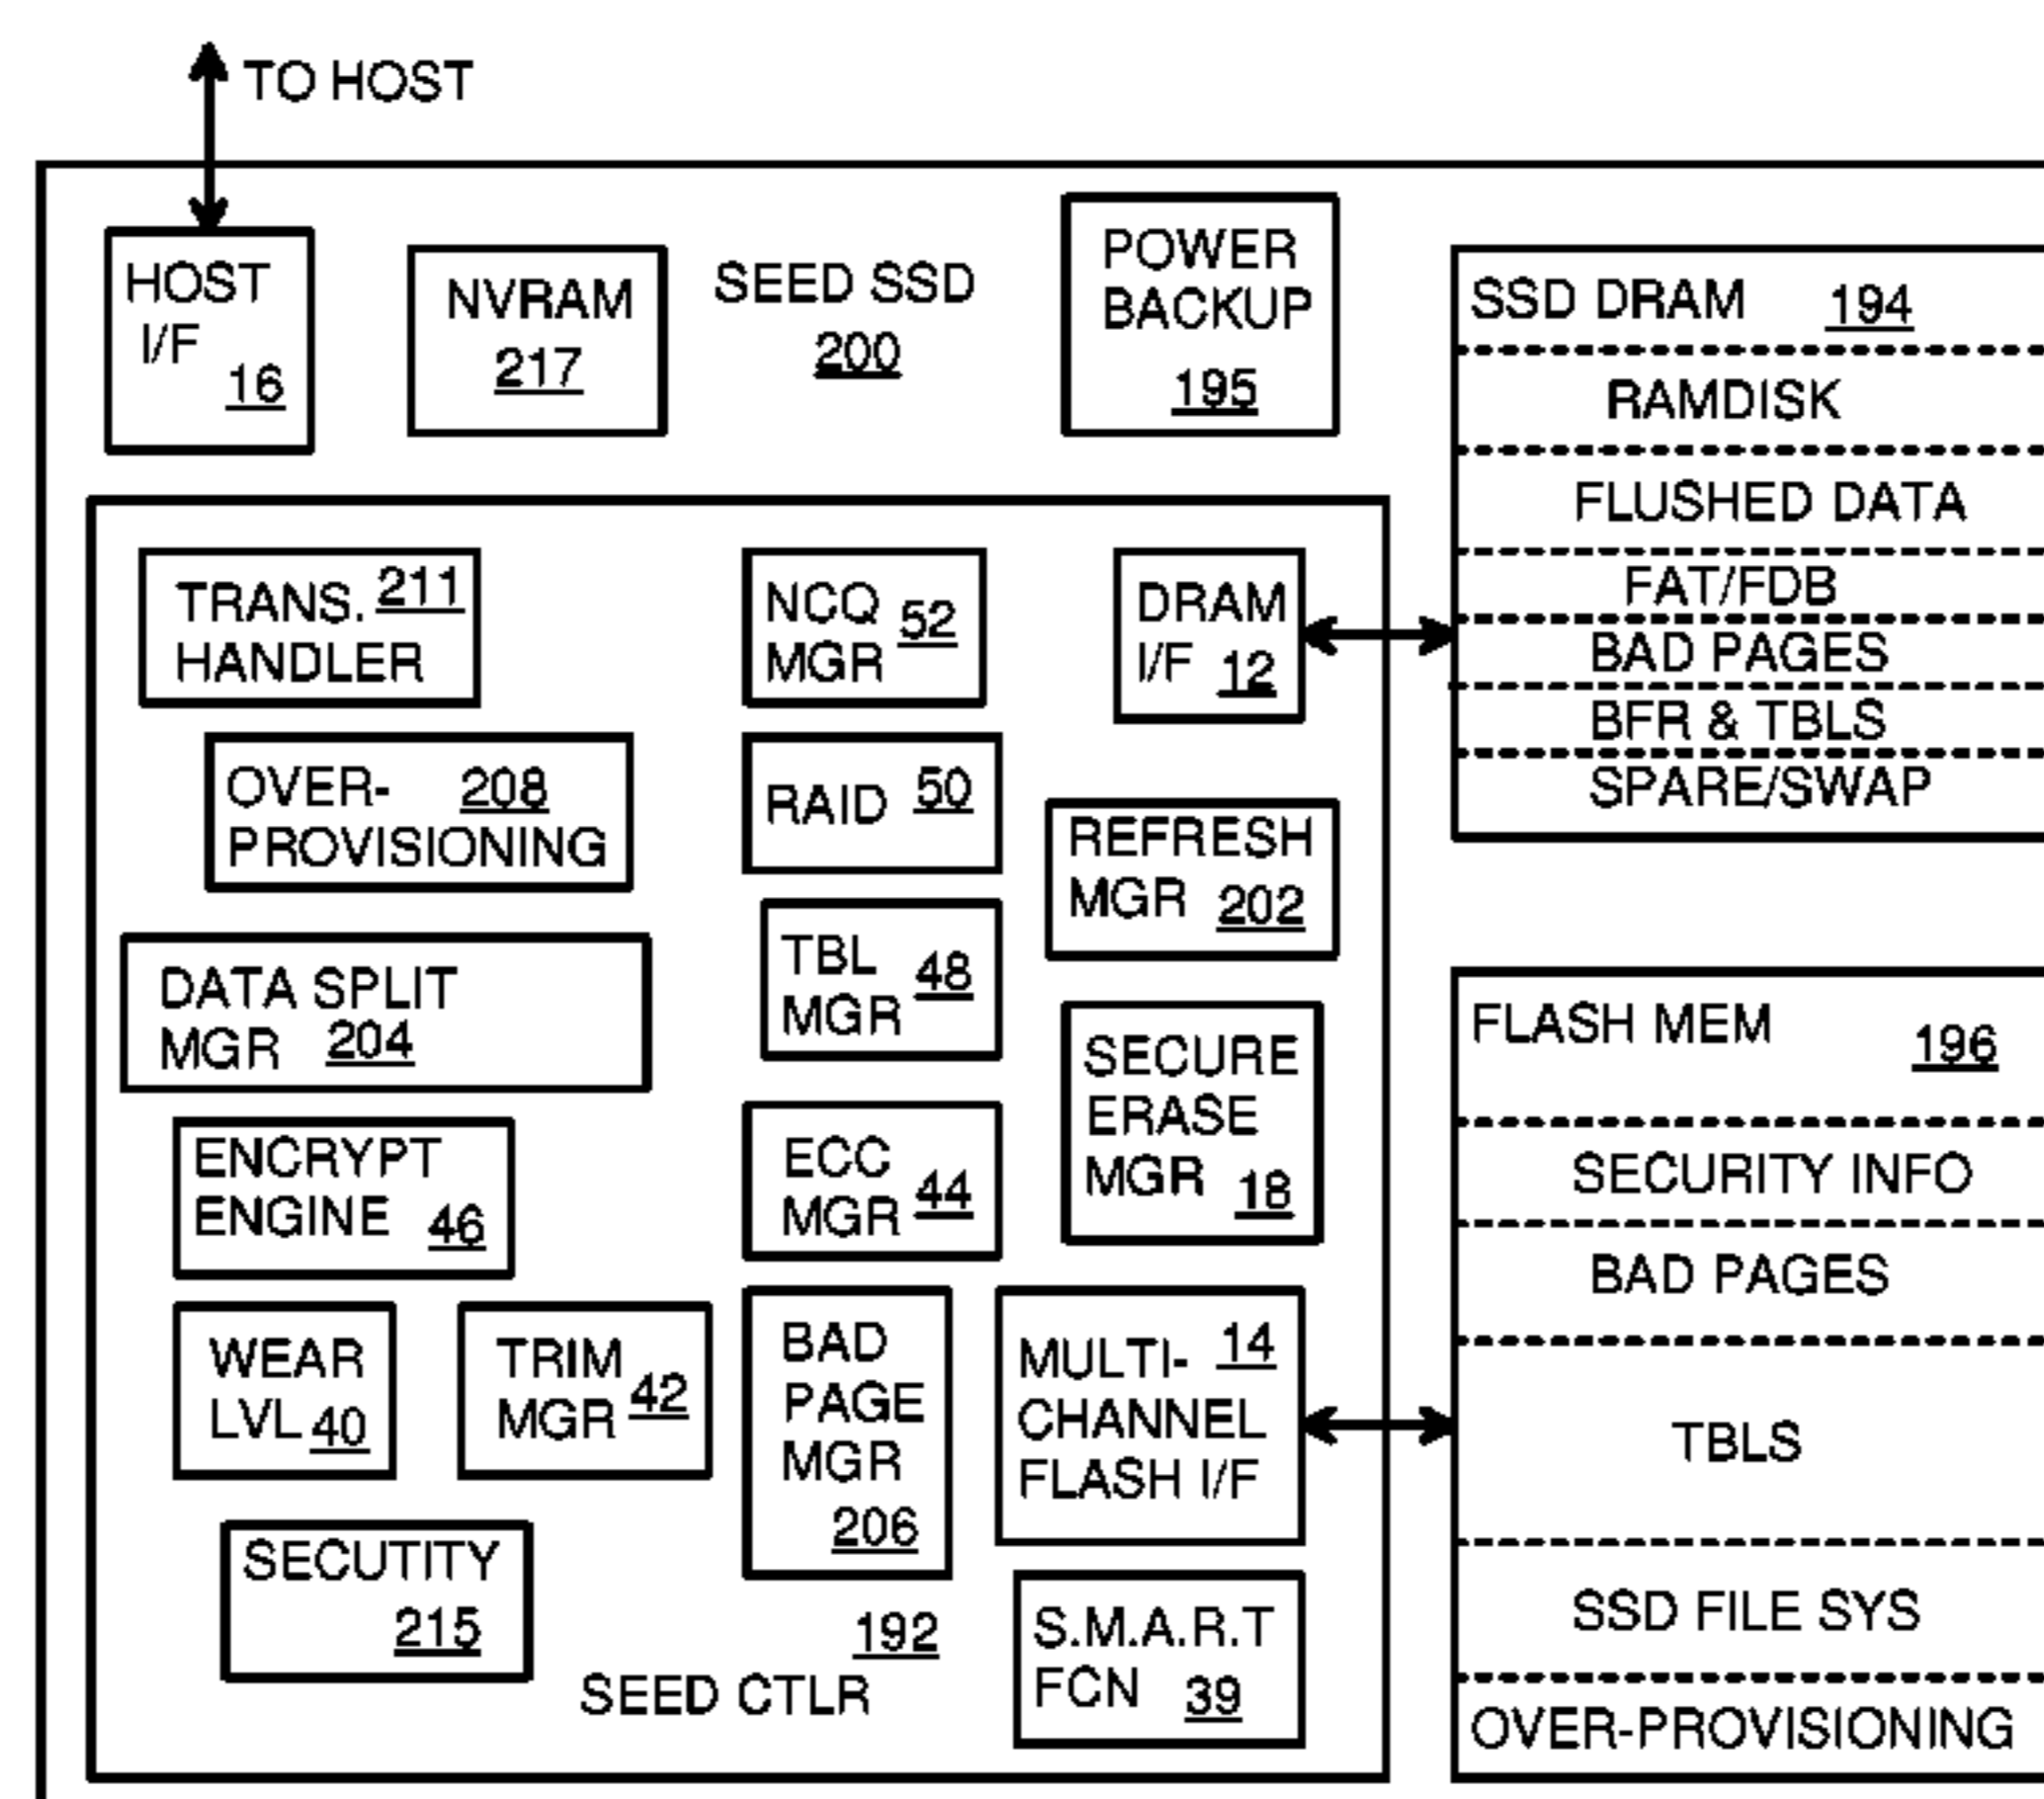 TO HOST
HOST
I/F
16
NVRAM
217
SEED SSD
200
POWER
BACKUP
195
SSD DRAM 194
RAMDISK
FLUSHED DATA
FAT/FDB
BAD PAGES
BFR & TBLS
SPARE/SWAP
TRANS. 211
HANDLER
NCQ 52
MGR
DRAM
I/F 12
OVER- 208
PROVISIONING
RAID 50
REFRESH
MGR 202
DATA SPLIT
MGR 204
TBL 48
MGR
SECURE
ERASE
MGR 18
ENCRYPT
ENGINE 46
ECC
MGR 44
WEAR
LVL 40
TRIM
MGR 42
BAD
PAGE
MGR
206
MULTI- 14
CHANNEL
FLASH I/F
SECUTITY
215
192
SEED CTLR
S.M.A.R.T
FCN 39
FLASH MEM 196
SECURITY INFO
BAD PAGES
TBLS
SSD FILE SYS
OVER-PROVISIONING